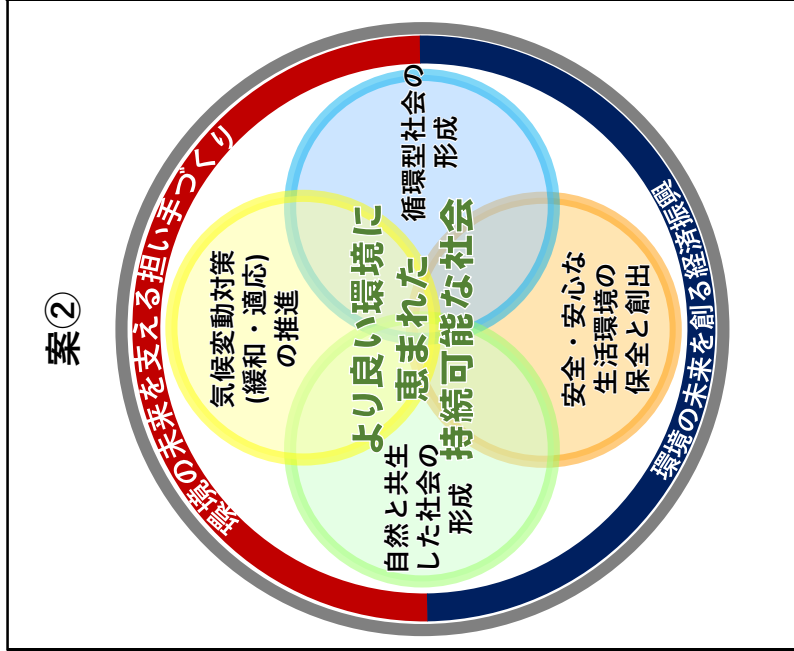 案②
環境の未来を支える担い手づくり
気候変動対策
(緩和・適応)
の推進
自然と共生
した社会の
形成
より良い環境に
恵まれた
持続可能な社会
循環型社会の
形成
安全・安心な
生活環境の
保全と創出
環境の未来を創る経済振興